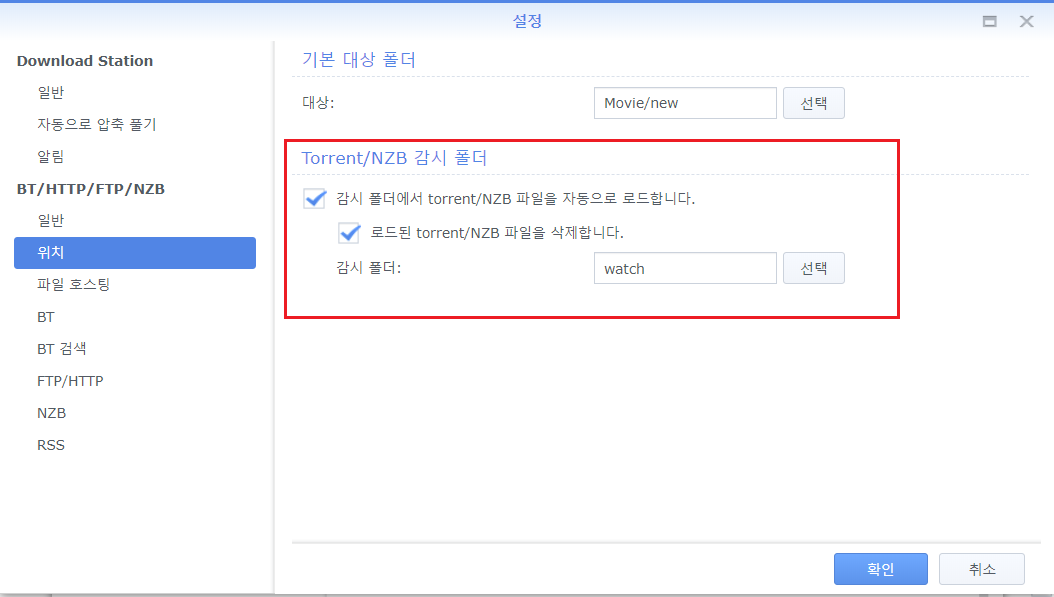 설정
Download Station
일반
자동으로 압축 풀기
알림
BT/HTTP/FTP/NZB
일반
위치
파일 호스팅
BT
BT 검색
FTP/HTTP
NZB
RSS
기본 대상 폴더
대상: Movie/new 선택
Torrent/NZB 감시 폴더
감시 폴더에서 torrent/NZB 파일을 자동으로 로드합니다.
로드된 torrent/NZB 파일을 삭제합니다.
감시 폴더: watch 선택
확인 취소